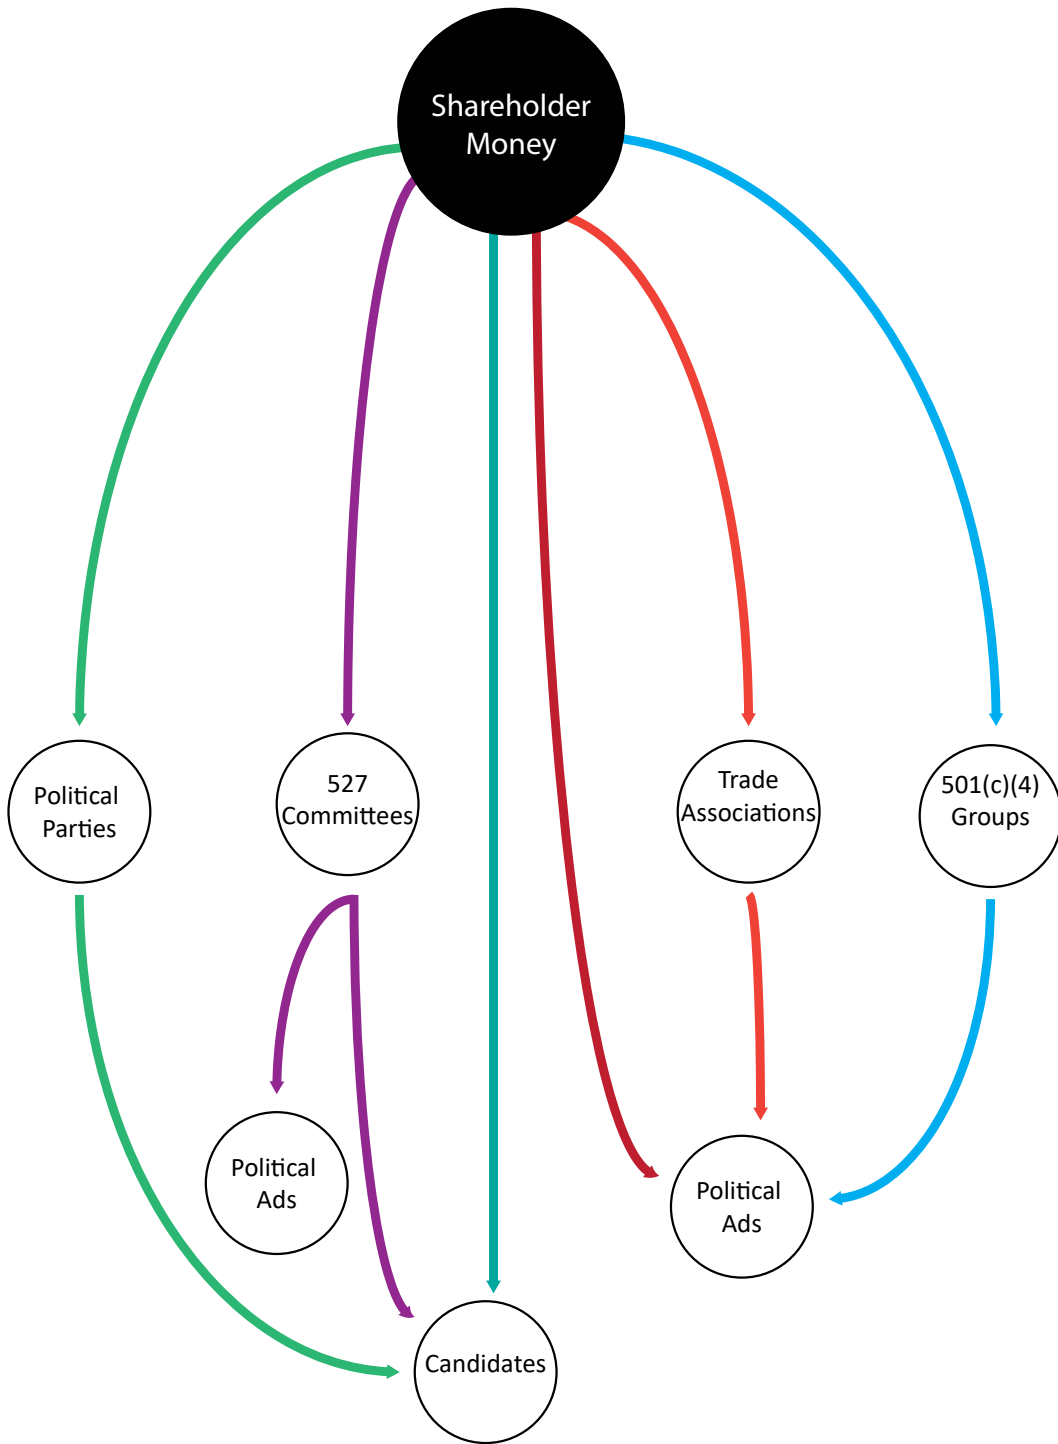 Shareholder
Money
Political
Parties
527
Committees
Trade
Associations
501(c)(4)
Groups
Political
Ads
Political
Ads
Candidates